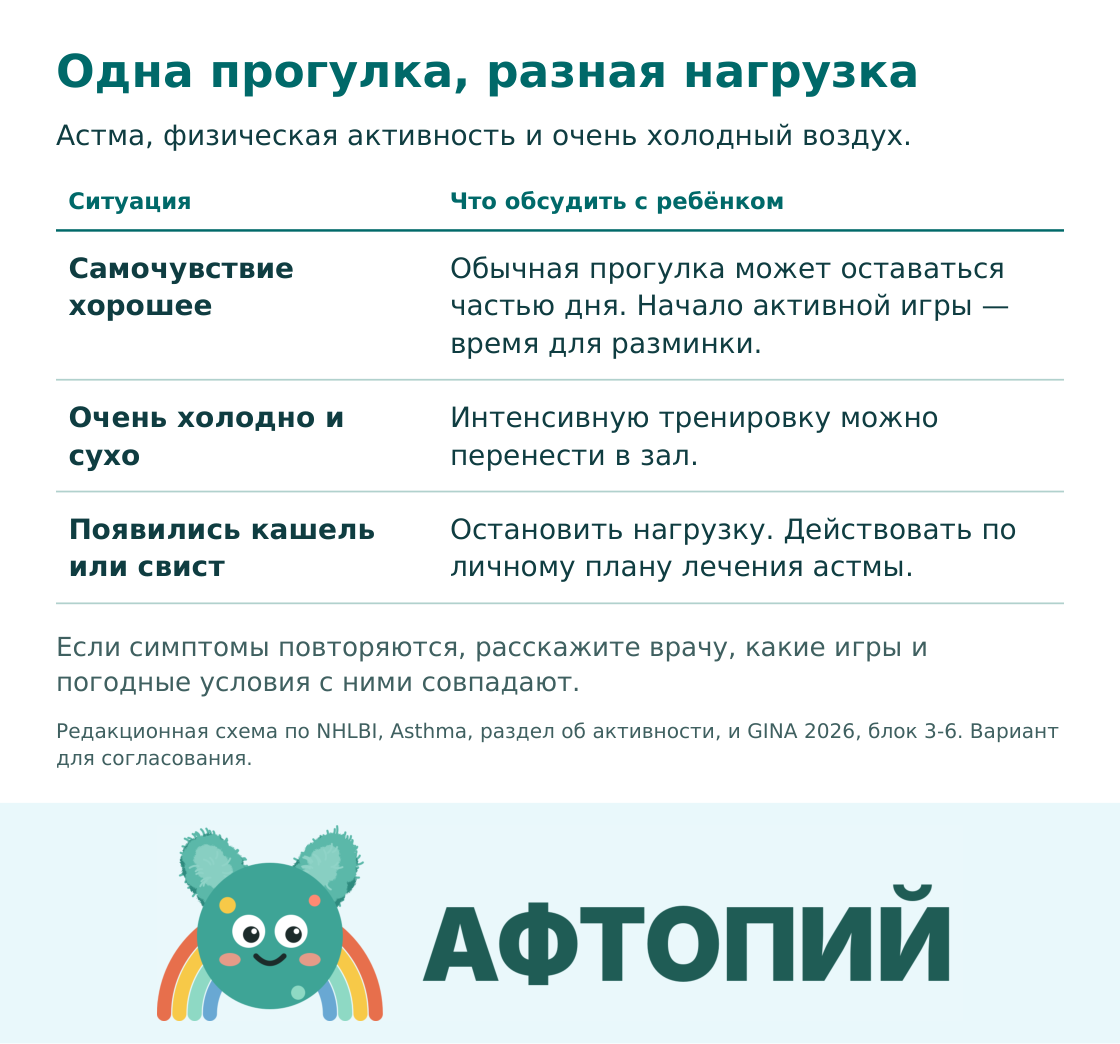 Одна прогулка, разная нагрузка
Астма, физическая активность и очень холодный воздух.
Ситуация
Что обсудить с ребёнком
Самочувствие
хорошее
Обычная прогулка может оставаться
частью дня. Начало активной игры —
время для разминки.
Очень холодно и
сухо
Интенсивную тренировку можно
перенести в зал.
Появились кашель
или свист
Остановить нагрузку. Действовать по
личному плану лечения астмы.
Если симптомы повторяются, расскажите врачу, какие игры и
погодные условия с ними совпадают.
Редакционная схема по NHLBI, Asthma, раздел об активности, и GINA 2026, блок 3-6. Вариант
для согласования.
АФТОПИЙ